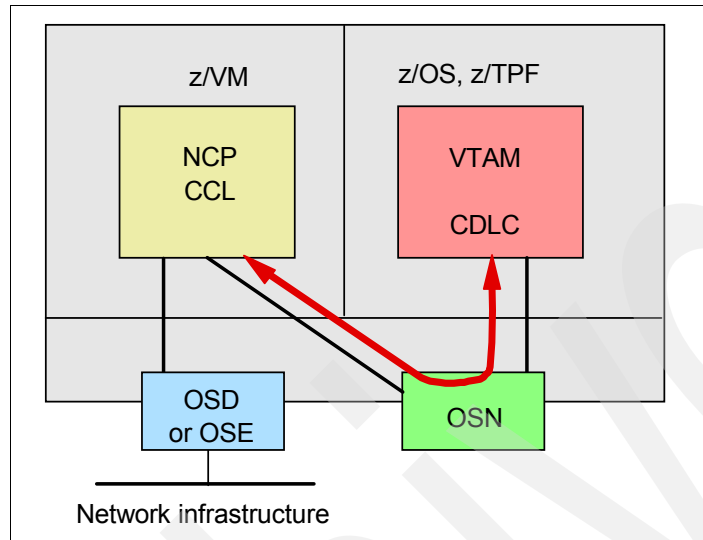 z/VM
z/OS, z/TPF
NCP
CCL
VTAM
CDLC
OSD
or OSE
OSN
Network infrastructure